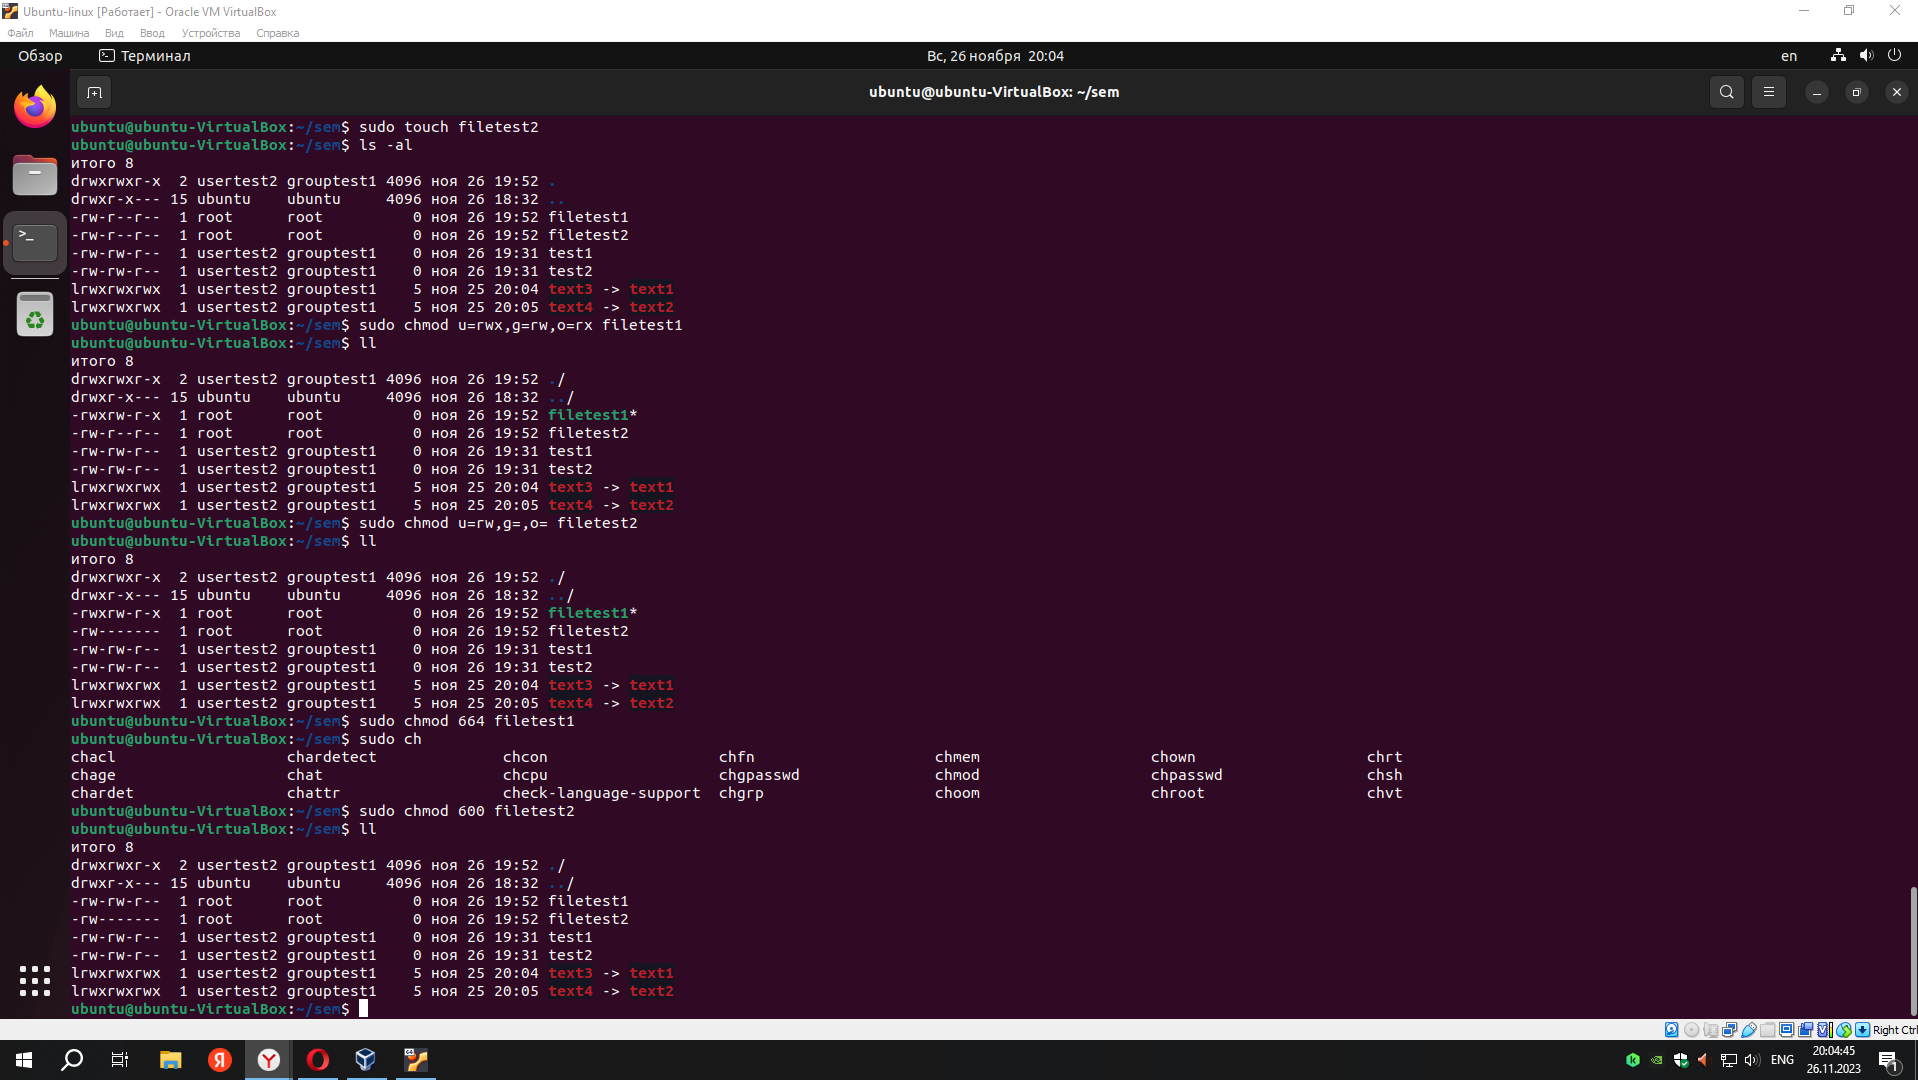 Ubuntu-linux [Работает] - Oracle VM VirtualBox
Файл Машина Вид Ввод Устройства Справка
Обзор Терминал Вс, 26 ноября 20:04 en
ubuntu@ubuntu-VirtualBox: ~/sem
ubuntu@ubuntu-VirtualBox:~/sem$ sudo touch filetest2
ubuntu@ubuntu-VirtualBox:~/sem$ ls -al
итого 8
drwxrwxr-x  2 usertest2 grouptest1 4096 ноя 26 19:52 .
drwxr-x--- 15 ubuntu    ubuntu     4096 ноя 26 18:32 ..
-rw-r--r--  1 root      root          0 ноя 26 19:52 filetest1
-rw-r--r--  1 root      root          0 ноя 26 19:52 filetest2
-rw-rw-r--  1 usertest2 grouptest1    0 ноя 26 19:31 test1
-rw-rw-r--  1 usertest2 grouptest1    0 ноя 26 19:31 test2
lrwxrwxrwx  1 usertest2 grouptest1    5 ноя 25 20:04 text3 -> text1
lrwxrwxrwx  1 usertest2 grouptest1    5 ноя 25 20:05 text4 -> text2
ubuntu@ubuntu-VirtualBox:~/sem$ sudo chmod u=rwx,g=rw,o=rx filetest1
ubuntu@ubuntu-VirtualBox:~/sem$ ll
итого 8
drwxrwxr-x  2 usertest2 grouptest1 4096 ноя 26 19:52 ./
drwxr-x--- 15 ubuntu    ubuntu     4096 ноя 26 18:32 ../
-rwxrw-r-x  1 root      root          0 ноя 26 19:52 filetest1*
-rw-r--r--  1 root      root          0 ноя 26 19:52 filetest2
-rw-rw-r--  1 usertest2 grouptest1    0 ноя 26 19:31 test1
-rw-rw-r--  1 usertest2 grouptest1    0 ноя 26 19:31 test2
lrwxrwxrwx  1 usertest2 grouptest1    5 ноя 25 20:04 text3 -> text1
lrwxrwxrwx  1 usertest2 grouptest1    5 ноя 25 20:05 text4 -> text2
ubuntu@ubuntu-VirtualBox:~/sem$ sudo chmod u=rw,g=,o= filetest2
ubuntu@ubuntu-VirtualBox:~/sem$ ll
итого 8
drwxrwxr-x  2 usertest2 grouptest1 4096 ноя 26 19:52 ./
drwxr-x--- 15 ubuntu    ubuntu     4096 ноя 26 18:32 ../
-rwxrw-r-x  1 root      root          0 ноя 26 19:52 filetest1*
-rw-------  1 root      root          0 ноя 26 19:52 filetest2
-rw-rw-r--  1 usertest2 grouptest1    0 ноя 26 19:31 test1
-rw-rw-r--  1 usertest2 grouptest1    0 ноя 26 19:31 test2
lrwxrwxrwx  1 usertest2 grouptest1    5 ноя 25 20:04 text3 -> text1
lrwxrwxrwx  1 usertest2 grouptest1    5 ноя 25 20:05 text4 -> text2
ubuntu@ubuntu-VirtualBox:~/sem$ sudo chmod 664 filetest1
ubuntu@ubuntu-VirtualBox:~/sem$ sudo ch
chacl chardetect chcon chfn chmem chown chrt
chage chat chcpu chgpasswd chmod chpasswd chsh
chardet chattr check-language-support chgrp choom chroot chvt
ubuntu@ubuntu-VirtualBox:~/sem$ sudo chmod 600 filetest2
ubuntu@ubuntu-VirtualBox:~/sem$ ll
итого 8
drwxrwxr-x  2 usertest2 grouptest1 4096 ноя 26 19:52 ./
drwxr-x--- 15 ubuntu    ubuntu     4096 ноя 26 18:32 ../
-rw-rw-r--  1 root      root          0 ноя 26 19:52 filetest1
-rw-------  1 root      root          0 ноя 26 19:52 filetest2
-rw-rw-r--  1 usertest2 grouptest1    0 ноя 26 19:31 test1
-rw-rw-r--  1 usertest2 grouptest1    0 ноя 26 19:31 test2
lrwxrwxrwx  1 usertest2 grouptest1    5 ноя 25 20:04 text3 -> text1
lrwxrwxrwx  1 usertest2 grouptest1    5 ноя 25 20:05 text4 -> text2
ubuntu@ubuntu-VirtualBox:~/sem$
Right Ctrl
ENG 20:04:45
26.11.2023
1